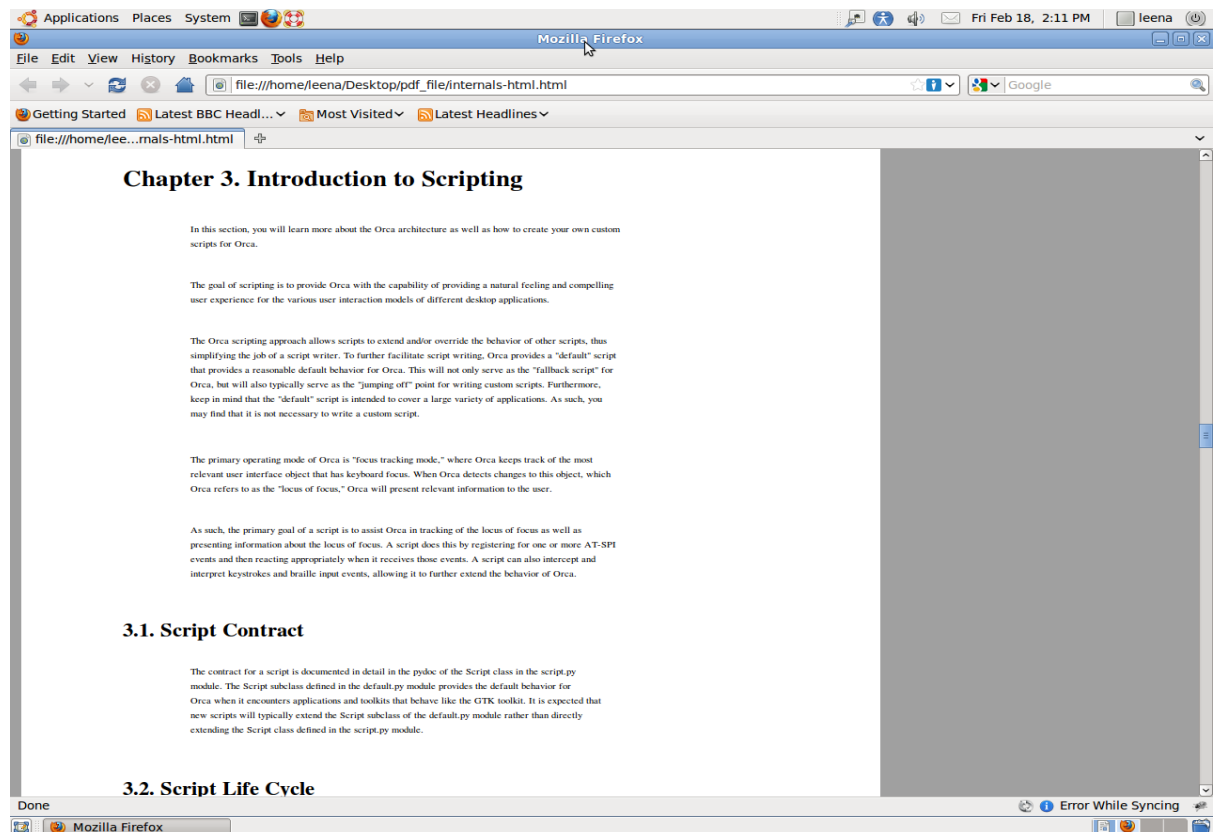 Applications Places System Fri Feb 18, 2:11 PM leena
Mozilla Firefox
File Edit View History Bookmarks Tools Help
file:///home/leena/Desktop/pdf_file/internals-html.html Google
Getting Started Latest BBC Headl... Most Visited Latest Headlines
file:///home/lee...rnals-html.html
Chapter 3. Introduction to Scripting
In this section, you will learn more about the Orca architecture as well as how to create your own custom
scripts for Orca.
The goal of scripting is to provide Orca with the capability of providing a natural feeling and compelling
user experience for the various user interaction models of different desktop applications.
The Orca scripting approach allows scripts to extend and/or override the behavior of other scripts, thus
simplifying the job of a script writer. To further facilitate script writing, Orca provides a "default" script
that provides a reasonable default behavior for Orca. This will not only serve as the "fallback script" for
Orca, but will also typically serve as the "jumping off" point for writing custom scripts. Furthermore,
keep in mind that the "default" script is intended to cover a large variety of applications. As such, you
may find that it is not necessary to write a custom script.
The primary operating mode of Orca is "focus tracking mode," where Orca keeps track of the most
relevant user interface object that has keyboard focus. When Orca detects changes to this object, which
Orca refers to as the "locus of focus," Orca will present relevant information to the user.
As such, the primary goal of a script is to assist Orca in tracking of the locus of focus as well as
presenting information about the locus of focus. A script does this by registering for one or more AT-SPI
events and then reacting appropriately when it receives those events. A script can also intercept and
interpret keystrokes and braille input events, allowing it to further extend the behavior of Orca.
3.1. Script Contract
The contract for a script is documented in detail in the pydoc of the Script class in the script.py
module. The Script subclass defined in the default.py module provides the default behavior for
Orca when it encounters applications and toolkits that behave like the GTK toolkit. It is expected that
new scripts will typically extend the Script subclass of the default.py module rather than directly
extending the Script class defined in the script.py module.
3.2. Script Life Cycle
Done Error While Syncing
Mozilla Firefox